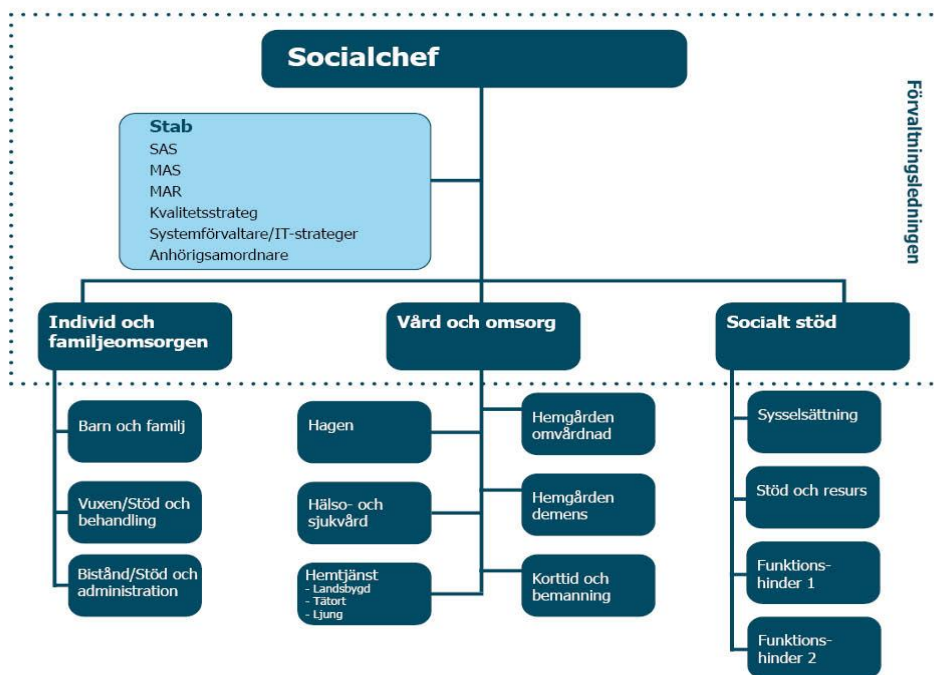 Socialchef
Förvaltningsledningen
Stab
SAS
MAS
MAR
Kvalitetsstrateg
Systemförvaltare/IT-strateger
Anhörigsamordnare
Individ och
familjeomsorgen
Vård och omsorg
Socialt stöd
Barn och familj
Vuxen/Stöd och
behandling
Bistånd/Stöd och
administration
Hagen
Hälso- och
sjukvård
Hemtjänst
- Landsbygd
- Tätort
- Ljung
Hemgården
omvårdnad
Hemgården
demens
Korttid och
bemanning
Sysselsättning
Stöd och resurs
Funktions-
hinder 1
Funktions-
hinder 2